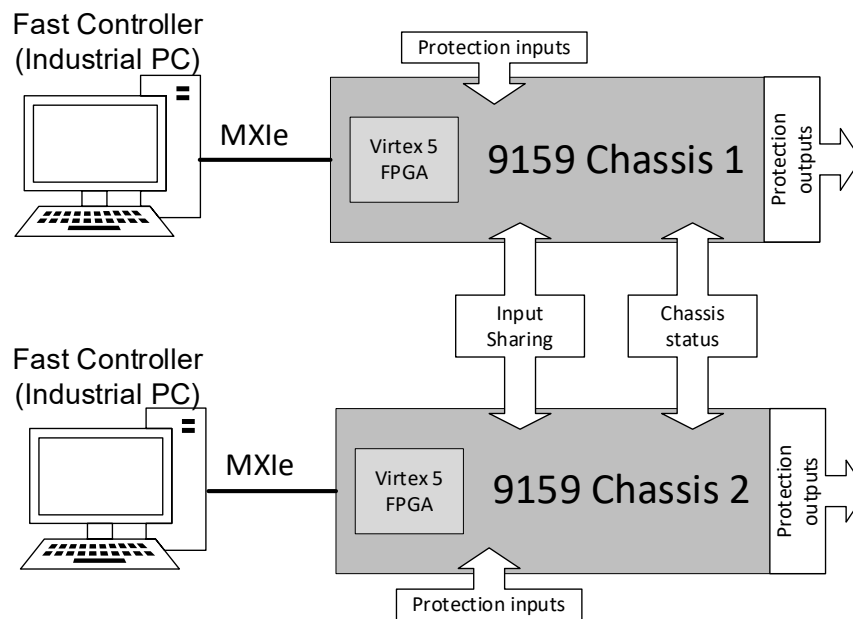 Fast Controller
(Industrial PC)
Protection inputs
MXIe
Virtex 5
FPGA
9159 Chassis 1
Protection
outputs
Input
Sharing
Chassis
status
Fast Controller
(Industrial PC)
MXIe
Virtex 5
FPGA
9159 Chassis 2
Protection
outputs
Protection inputs